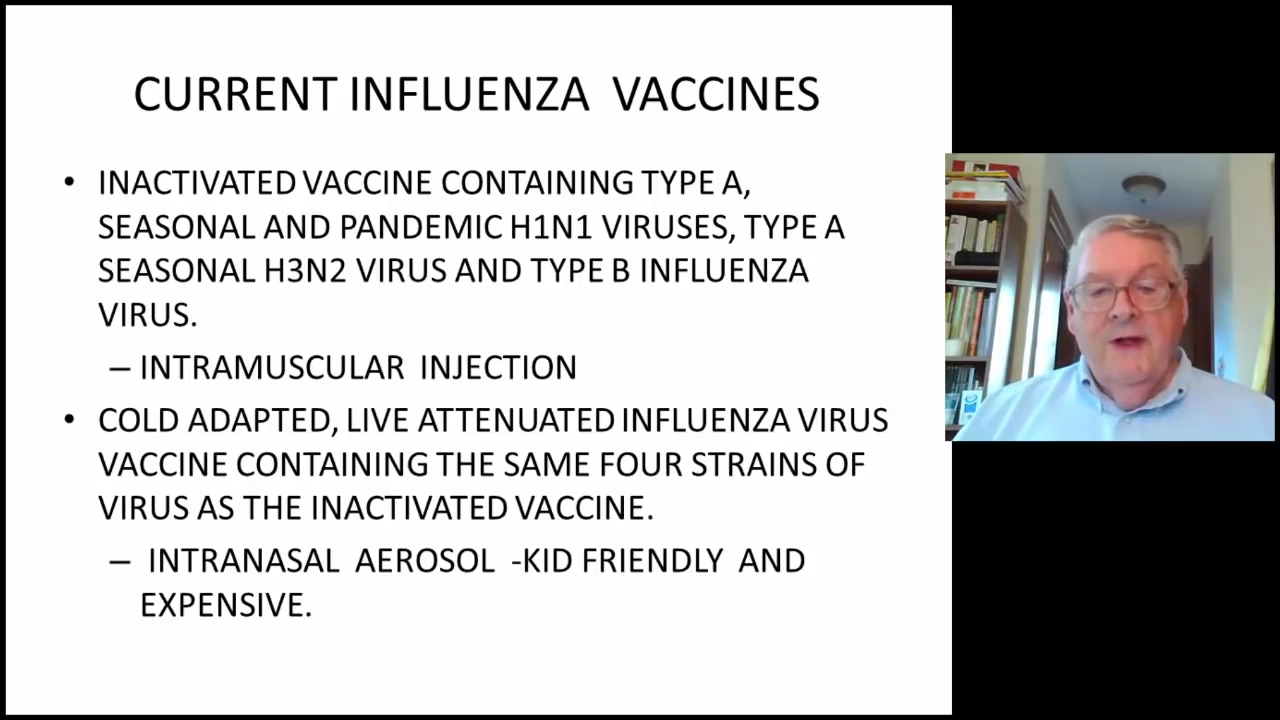 CURRENT INFLUENZA VACCINES
• INACTIVATED VACCINE CONTAINING TYPE A,
SEASONAL AND PANDEMIC H1N1 VIRUSES, TYPE A
SEASONAL H3N2 VIRUS AND TYPE B INFLUENZA
VIRUS.
– INTRAMUSCULAR INJECTION
• COLD ADAPTED, LIVE ATTENUATED INFLUENZA VIRUS
VACCINE CONTAINING THE SAME FOUR STRAINS OF
VIRUS AS THE INACTIVATED VACCINE.
– INTRANASAL AEROSOL -KID FRIENDLY AND
EXPENSIVE.